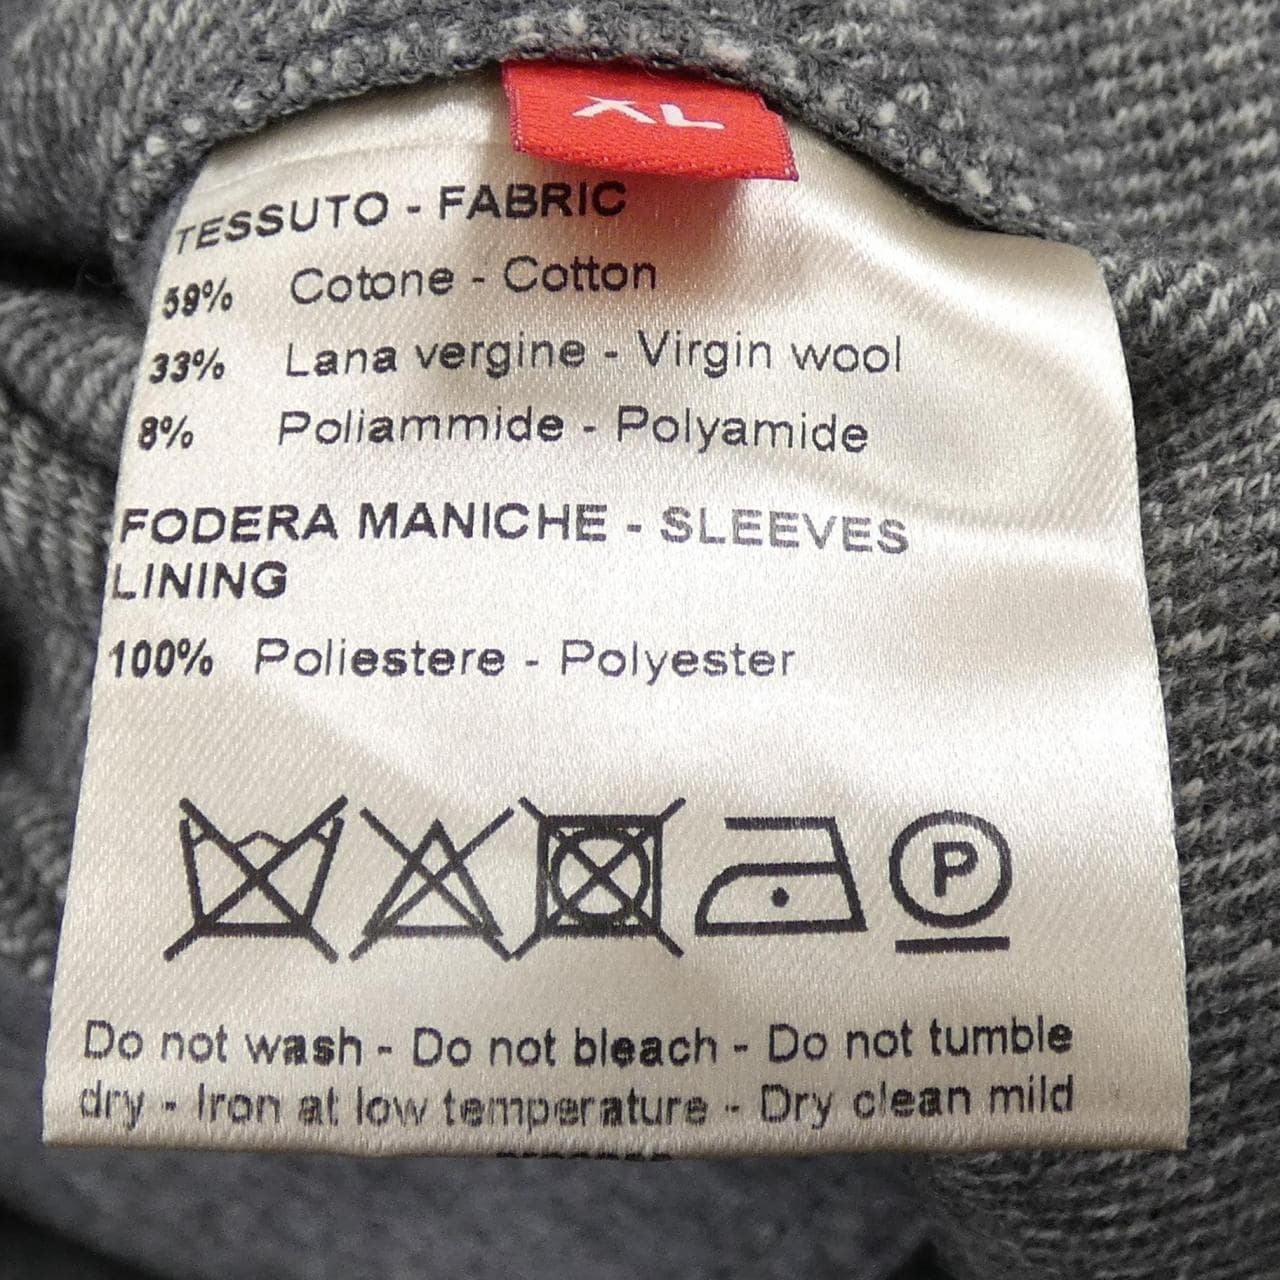 XL
TESSUTO - FABRIC
59% Cotone - Cotton
33% Lana vergine - Virgin wool
8% Poliammide - Polyamide
FODERA MANICHE - SLEEVES
LINING
100% Poliestere - Polyester
P
Do not wash - Do not bleach - Do not tumble
dry - Iron at low temperature - Dry clean mild